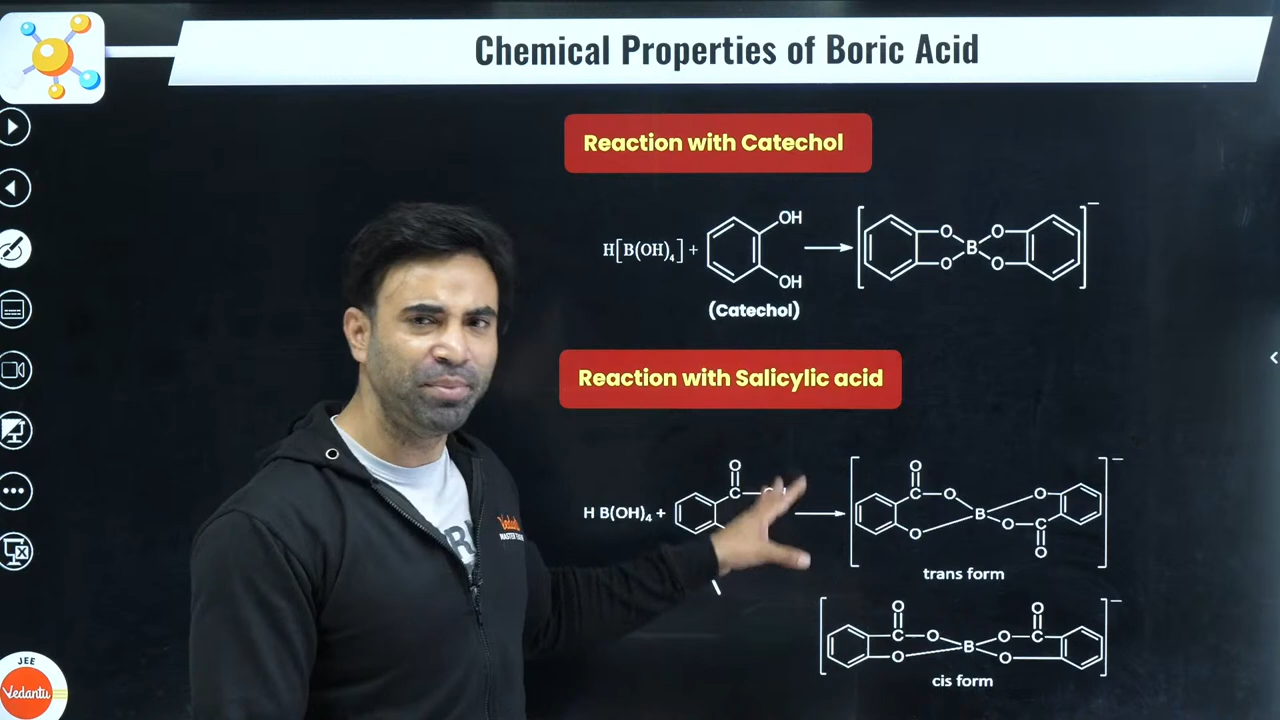 Chemical Properties of Boric Acid
Reaction with Catechol
H[B(OH)₄] +
OH
OH
O
O
B
O
O
–
(Catechol)
Reaction with Salicylic acid
H B(OH)₄ +
O
C
O
C
O
O
B
O
O
C
O
–
trans form
O
C
O
O
B
O
C
O
O
–
cis form
Vedantu
JEE
Vedantu